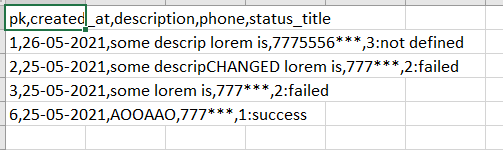 pk,created_at,description,phone,status_title
1,26-05-2021,some descrip lorem is,7775556***,3:not defined
2,25-05-2021,some descripCHANGED lorem is,777***,2:failed
3,25-05-2021,some lorem is,777***,2:failed
6,25-05-2021,AOOAAO,777***,1:success